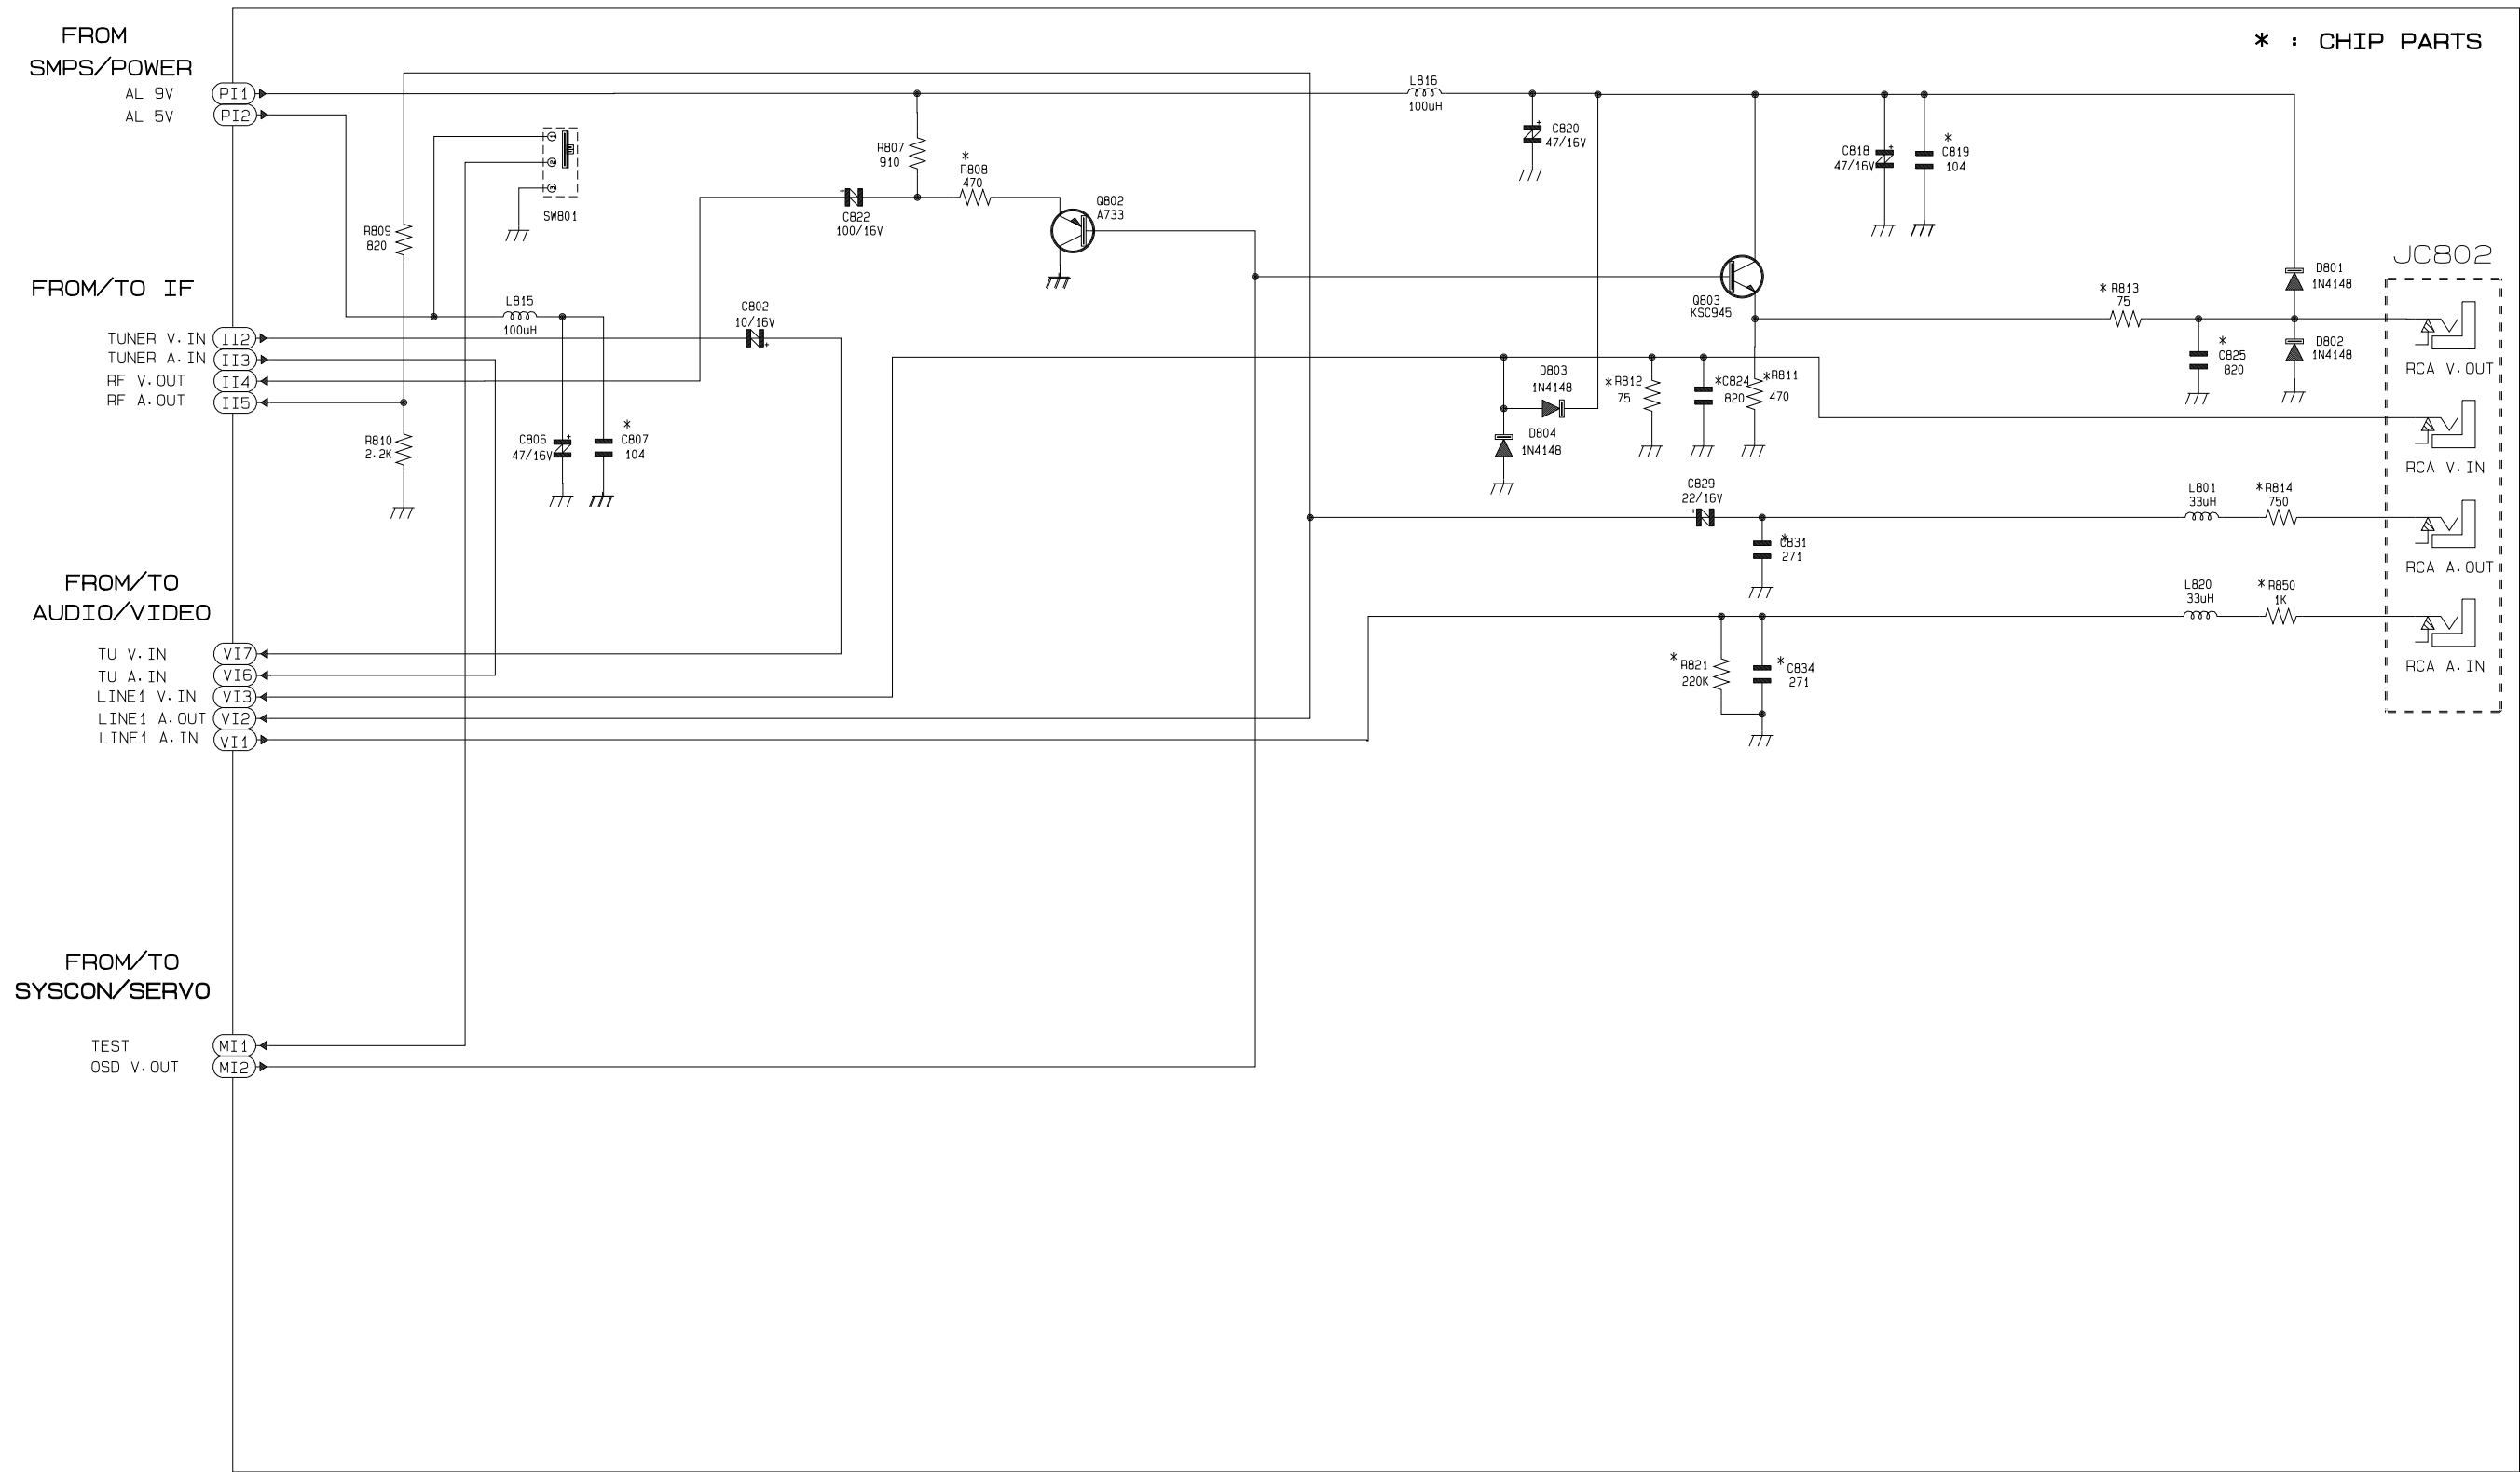 FROM
SMPS/POWER
AL 9V
PI1
AL 5V
PI2
* : CHIP PARTS
L816
100uH
C820
47/16V
R807
910
*
R808
470
C822
100/16V
Q802
A733
1
2
3
SW801
R809
820
C818
47/16V
*
C819
104
FROM/TO IF
TUNER V.IN
II2
TUNER A.IN
II3
RF V.OUT
II4
RF A.OUT
II5
L815
100uH
C802
10/16V
R810
2.2K
C806
47/16V
*
C807
104
Q803
KSC945
D803
1N4148
D804
1N4148
*R812
75
*C824
820
*R811
470
*R813
75
*
C825
820
D801
1N4148
D802
1N4148
JC802
RCA V.OUT
RCA V.IN
RCA A.OUT
RCA A.IN
C829
22/16V
*
C831
271
L801
33uH
*R814
750
L820
33uH
*R850
1K
*R821
220K
*C834
271
FROM/TO
AUDIO/VIDEO
TU V.IN
VI7
TU A.IN
VI6
LINE1 V.IN
VI3
LINE1 A.OUT
VI2
LINE1 A.IN
VI1
FROM/TO
SYSCON/SERVO
TEST
MI1
OSD V.OUT
MI2